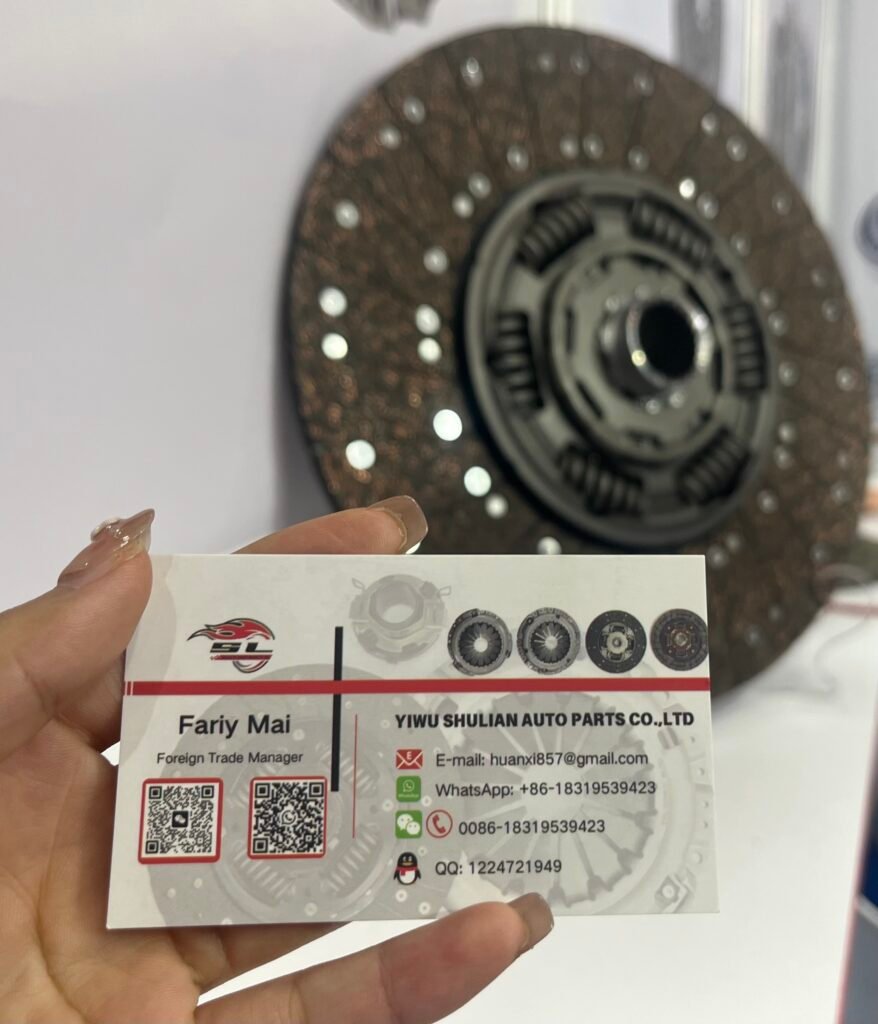 SL
Fariy Mai
Foreign Trade Manager
YIWU SHULIAN AUTO PARTS CO.,LTD
E-mail: huanxi857@gmail.com
WhatsApp: +86-18319539423
0086-18319539423
QQ: 1224721949